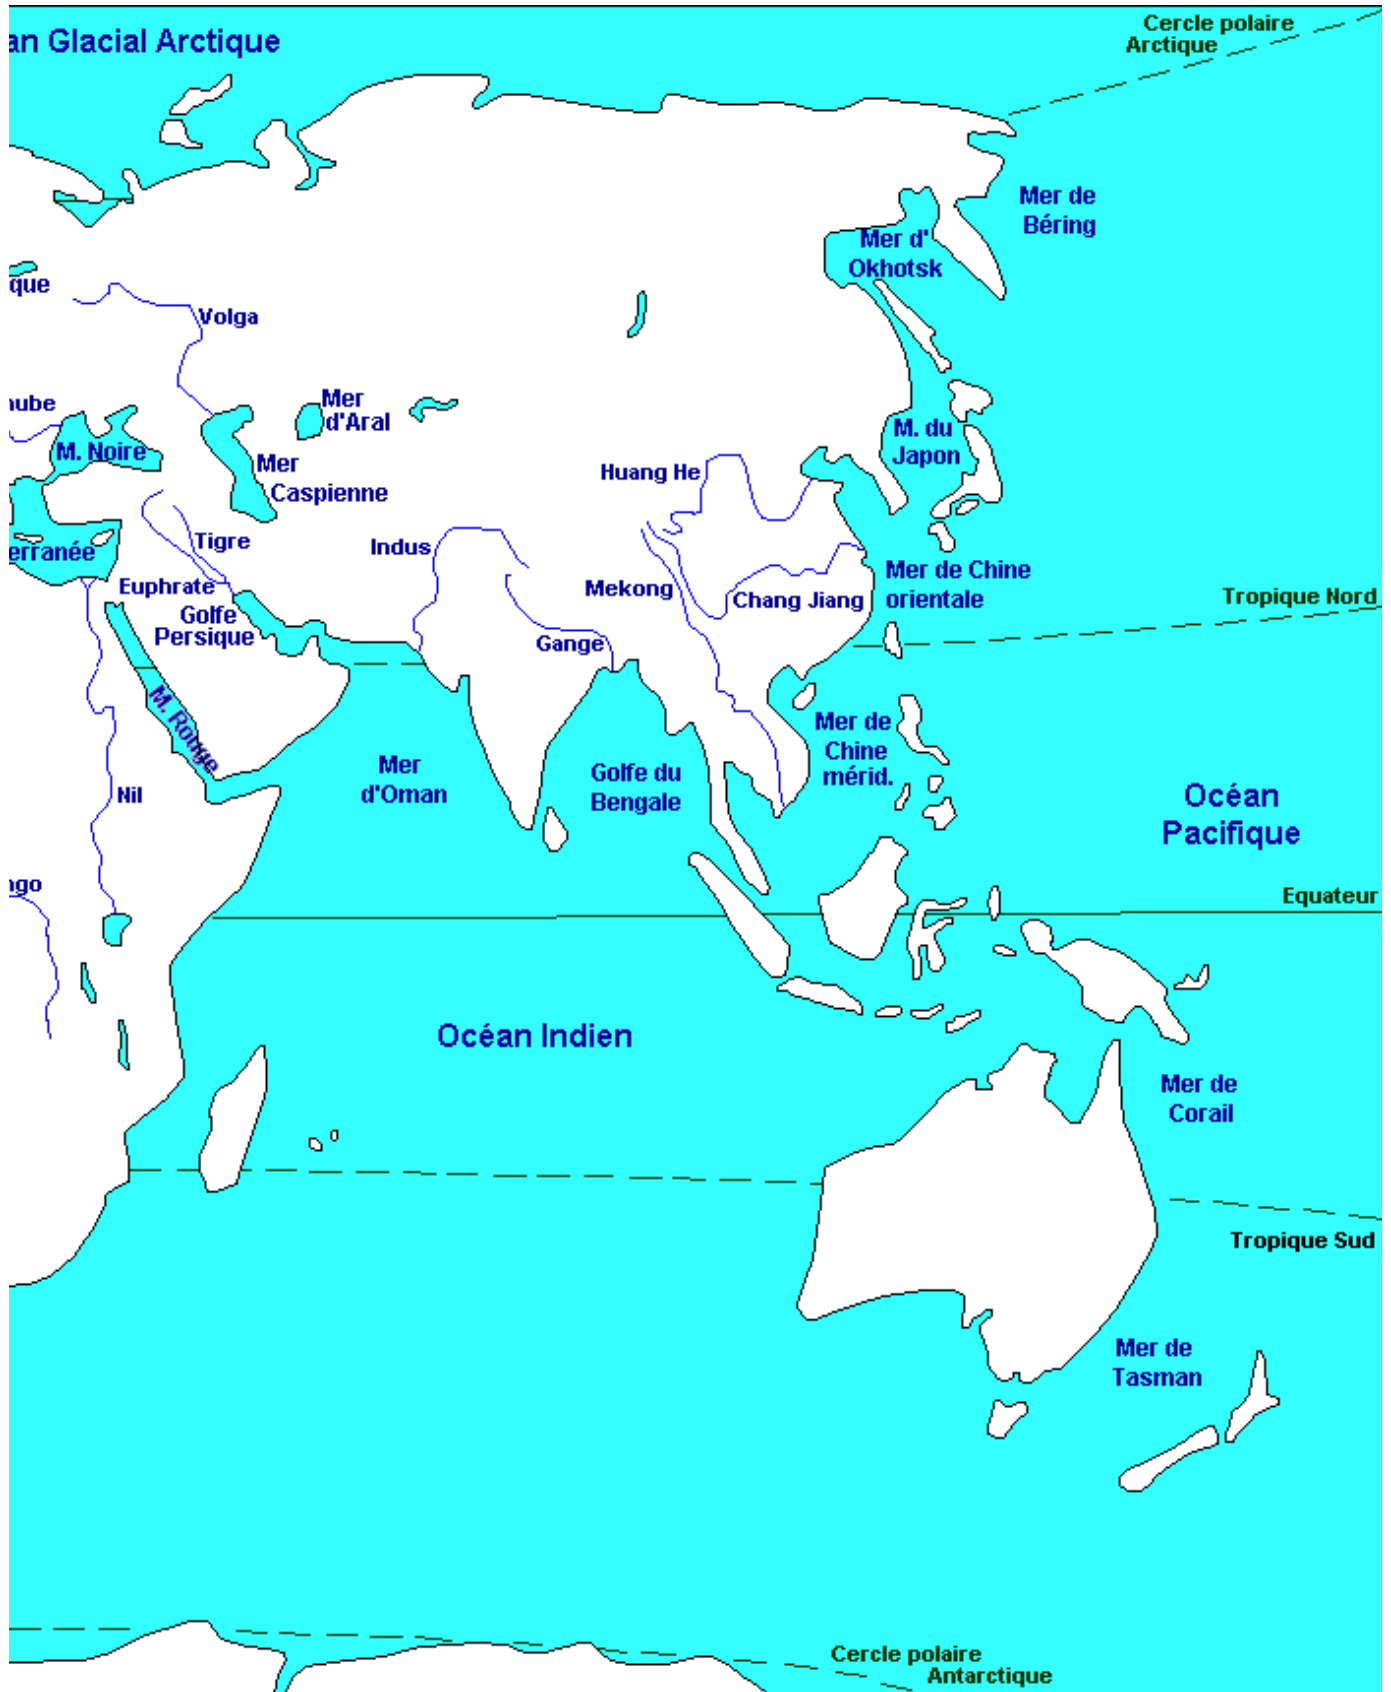 Cercle polaire
Arctique
an Glacial Arctique
Mer de
Béring
Mer d'
Okhotsk
ique
Volga
Mer
d'Aral
nube
M. Noire
M. du
Japon
Mer
Caspienne
Huang He
Tigre
Indus
erranée
Euphrate
Mekong
Mer de Chine
orientale
Chang Jiang
Tropique Nord
Golfe
Persique
Gange
M. Rouge
Mer de
Chine
mérid.
Mer
d'Oman
Golfe du
Bengale
Nil
Océan
Pacifique
ngo
Equateur
Océan Indien
Mer de
Corail
Tropique Sud
Mer de
Tasman
Cercle polaire
Antarctique